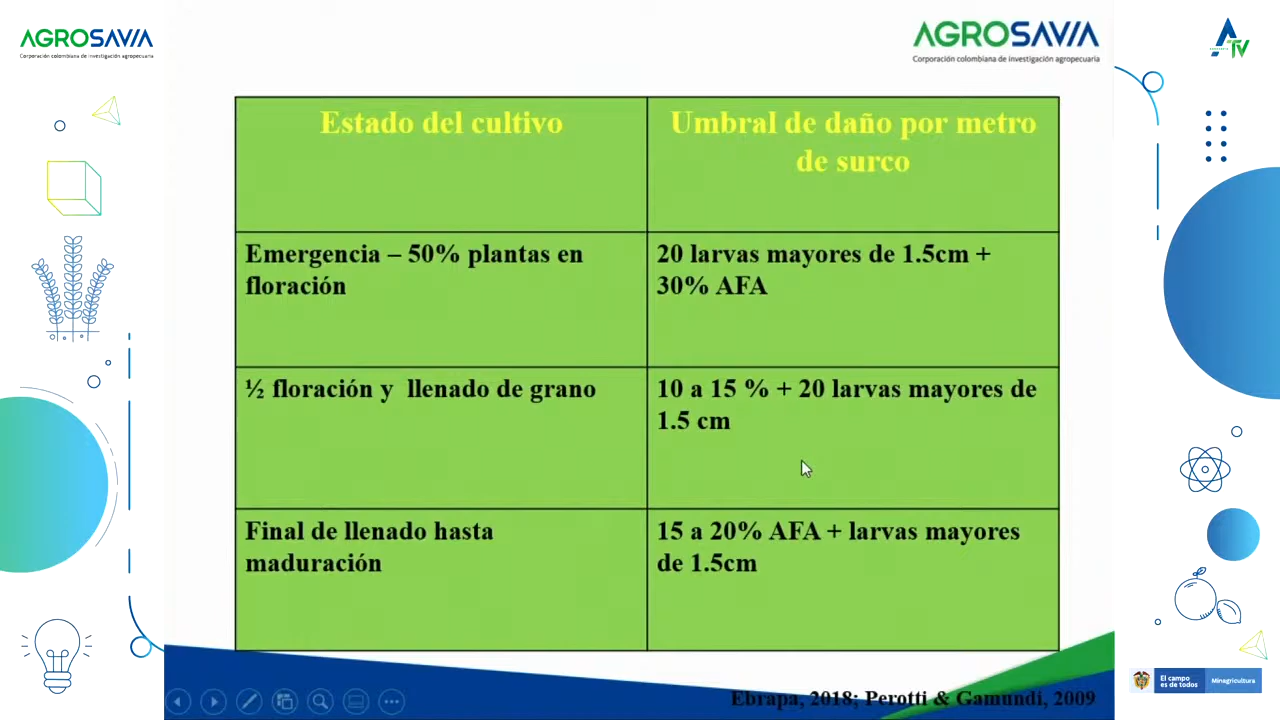 AGROSAVIA
Corporación colombiana de investigación agropecuaria
AGROSAVIA
Corporación colombiana de investigación agropecuaria
TV
Estado del cultivo
Umbral de daño por metro
de surco
Emergencia – 50% plantas en
floración
20 larvas mayores de 1.5cm +
30% AFA
½ floración y llenado de grano
10 a 15 % + 20 larvas mayores de
1.5 cm
Final de llenado hasta
maduración
15 a 20% AFA + larvas mayores
de 1.5cm
Ebrapa, 2018; Perotti & Gamundi, 2009
El campo
es de todos
Minagricultura